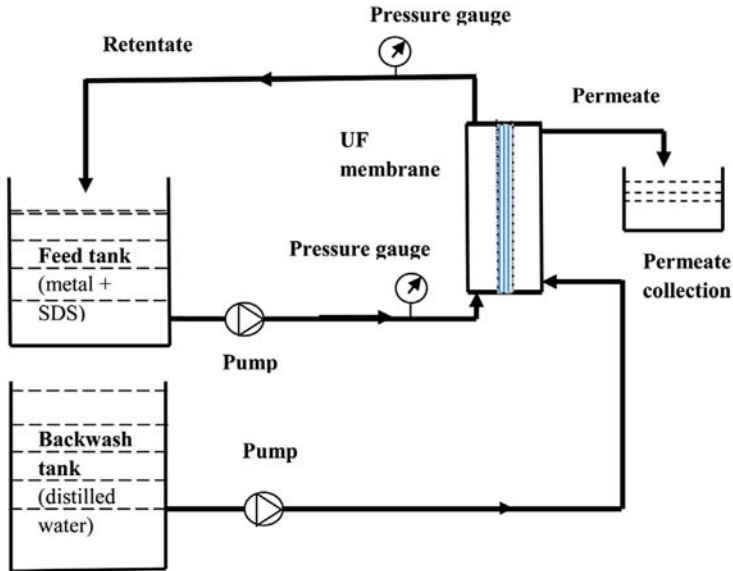 Pressure gauge
Retentate
Permeate
UF
membrane
Feed tank
(metal +
SDS)
Pressure gauge
Permeate
collection
Pump
Backwash
tank
(distilled
water)
Pump